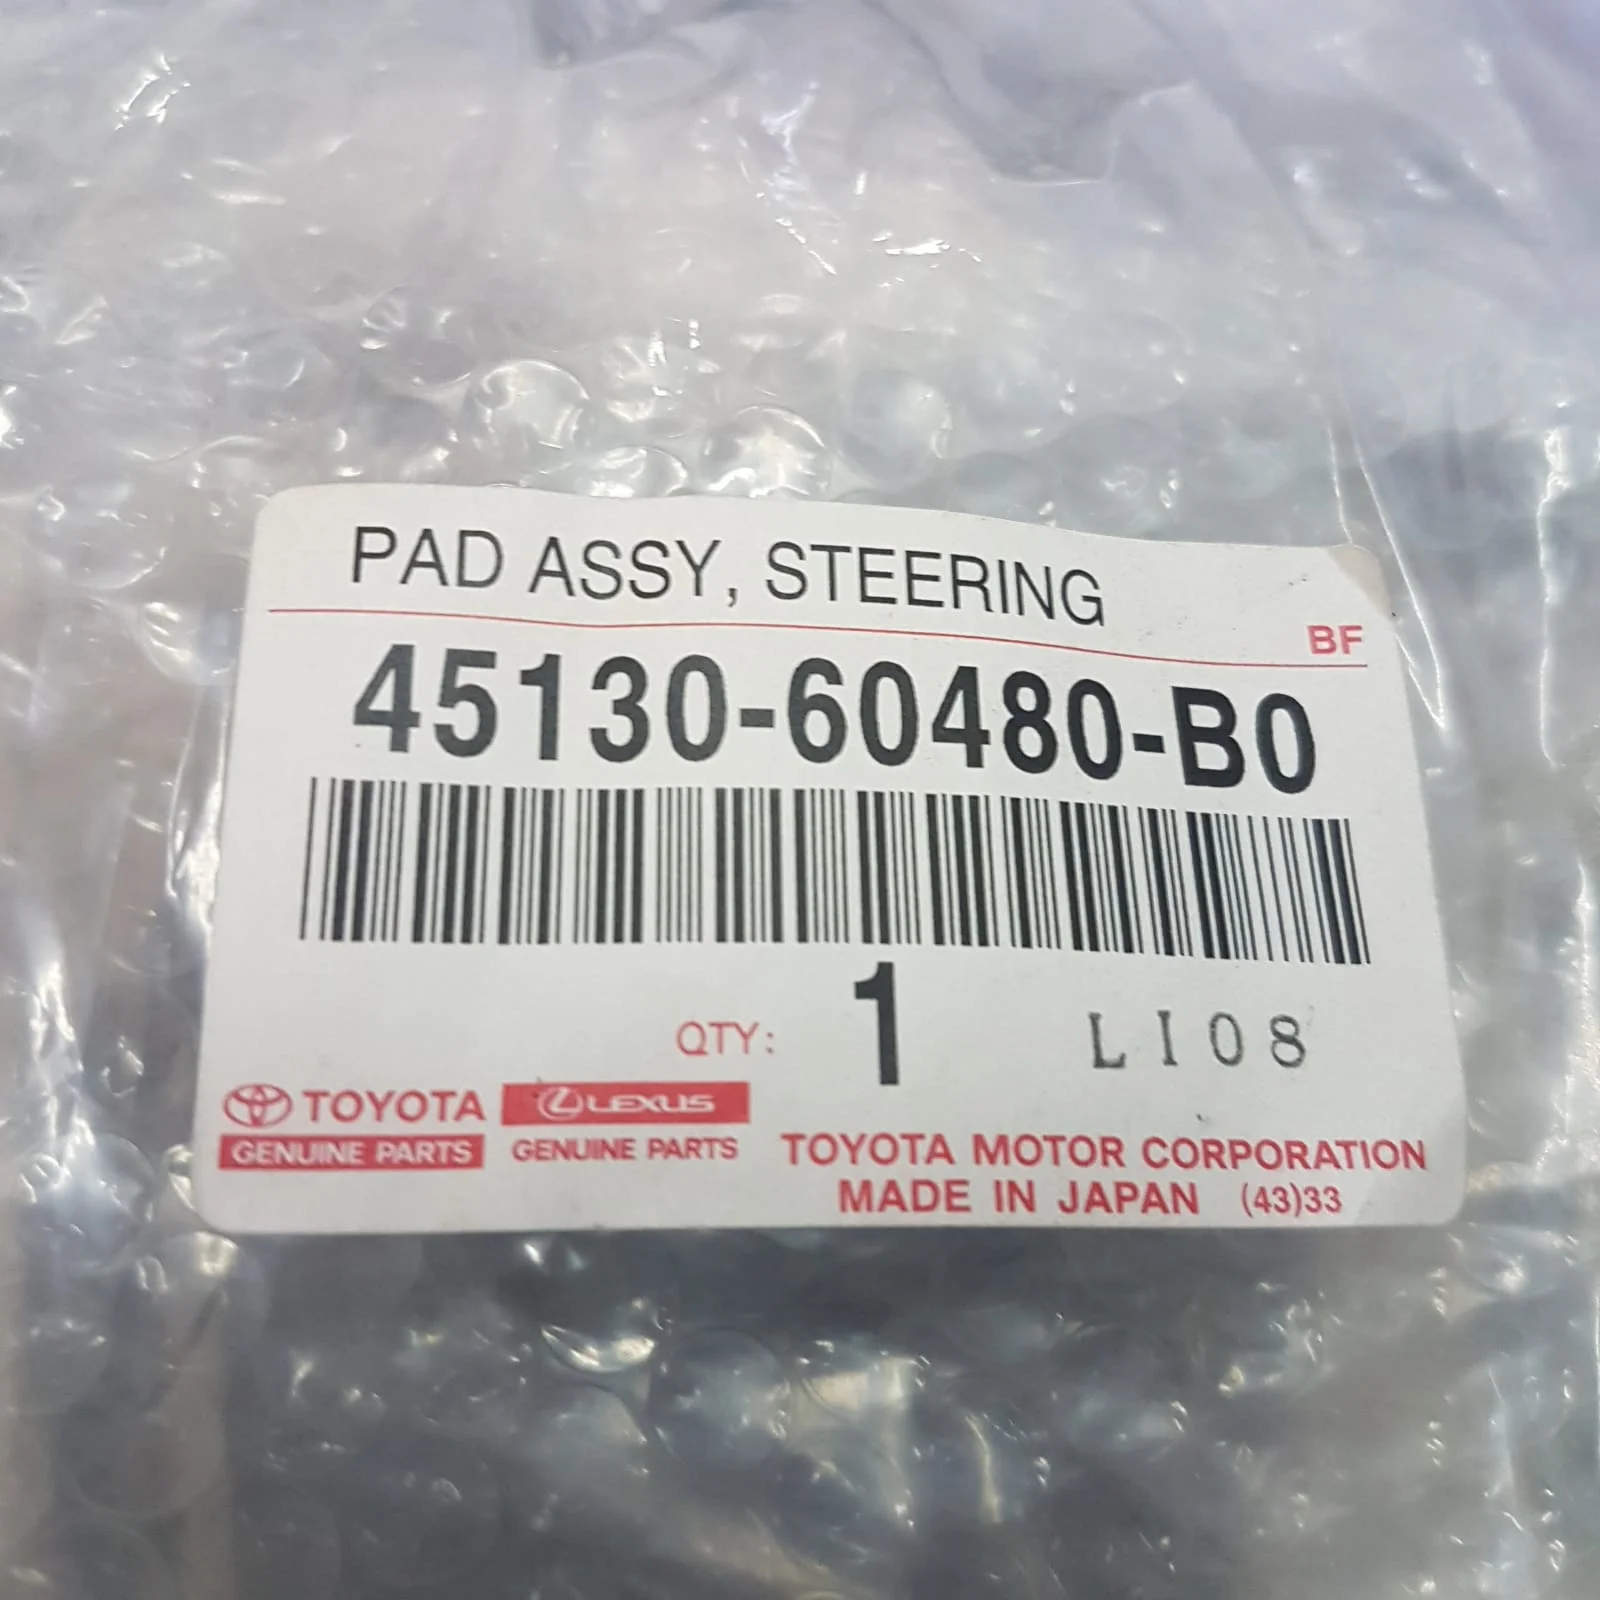 PAD ASSY, STEERING
BF
45130-60480-B0
QTY: 1 LI08
TOYOTA LEXUS
GENUINE PARTS GENUINE PARTS TOYOTA MOTOR CORPORATION
MADE IN JAPAN (43)33